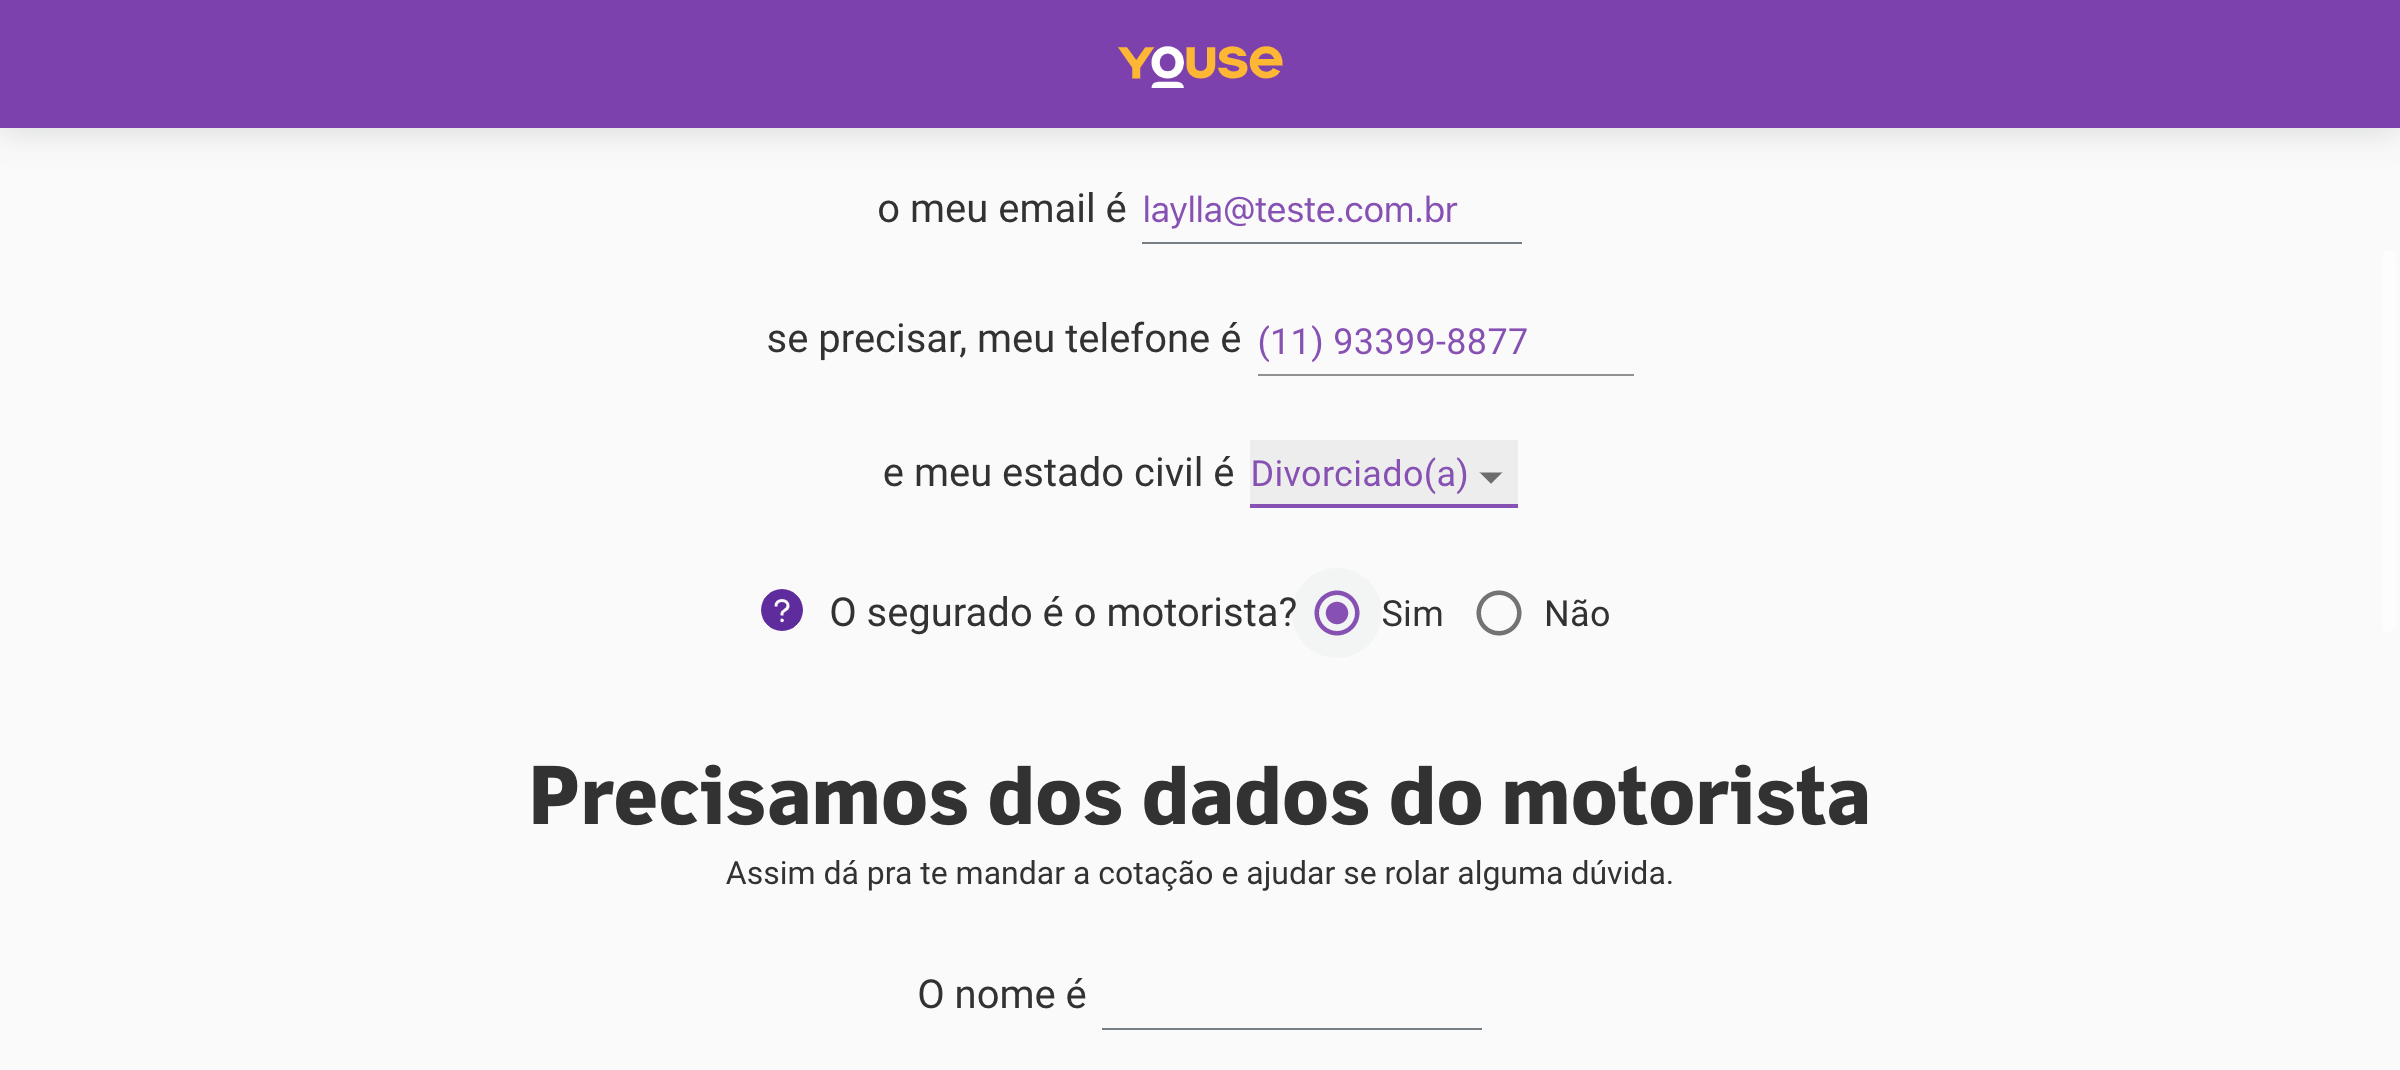 youse
o meu email é laylla@teste.com.br
se precisar, meu telefone é (11) 93399-8877
e meu estado civil é Divorciado(a)
? O segurado é o motorista? Sim Não
Precisamos dos dados do motorista
Assim dá pra te mandar a cotação e ajudar se rolar alguma dúvida.
O nome é